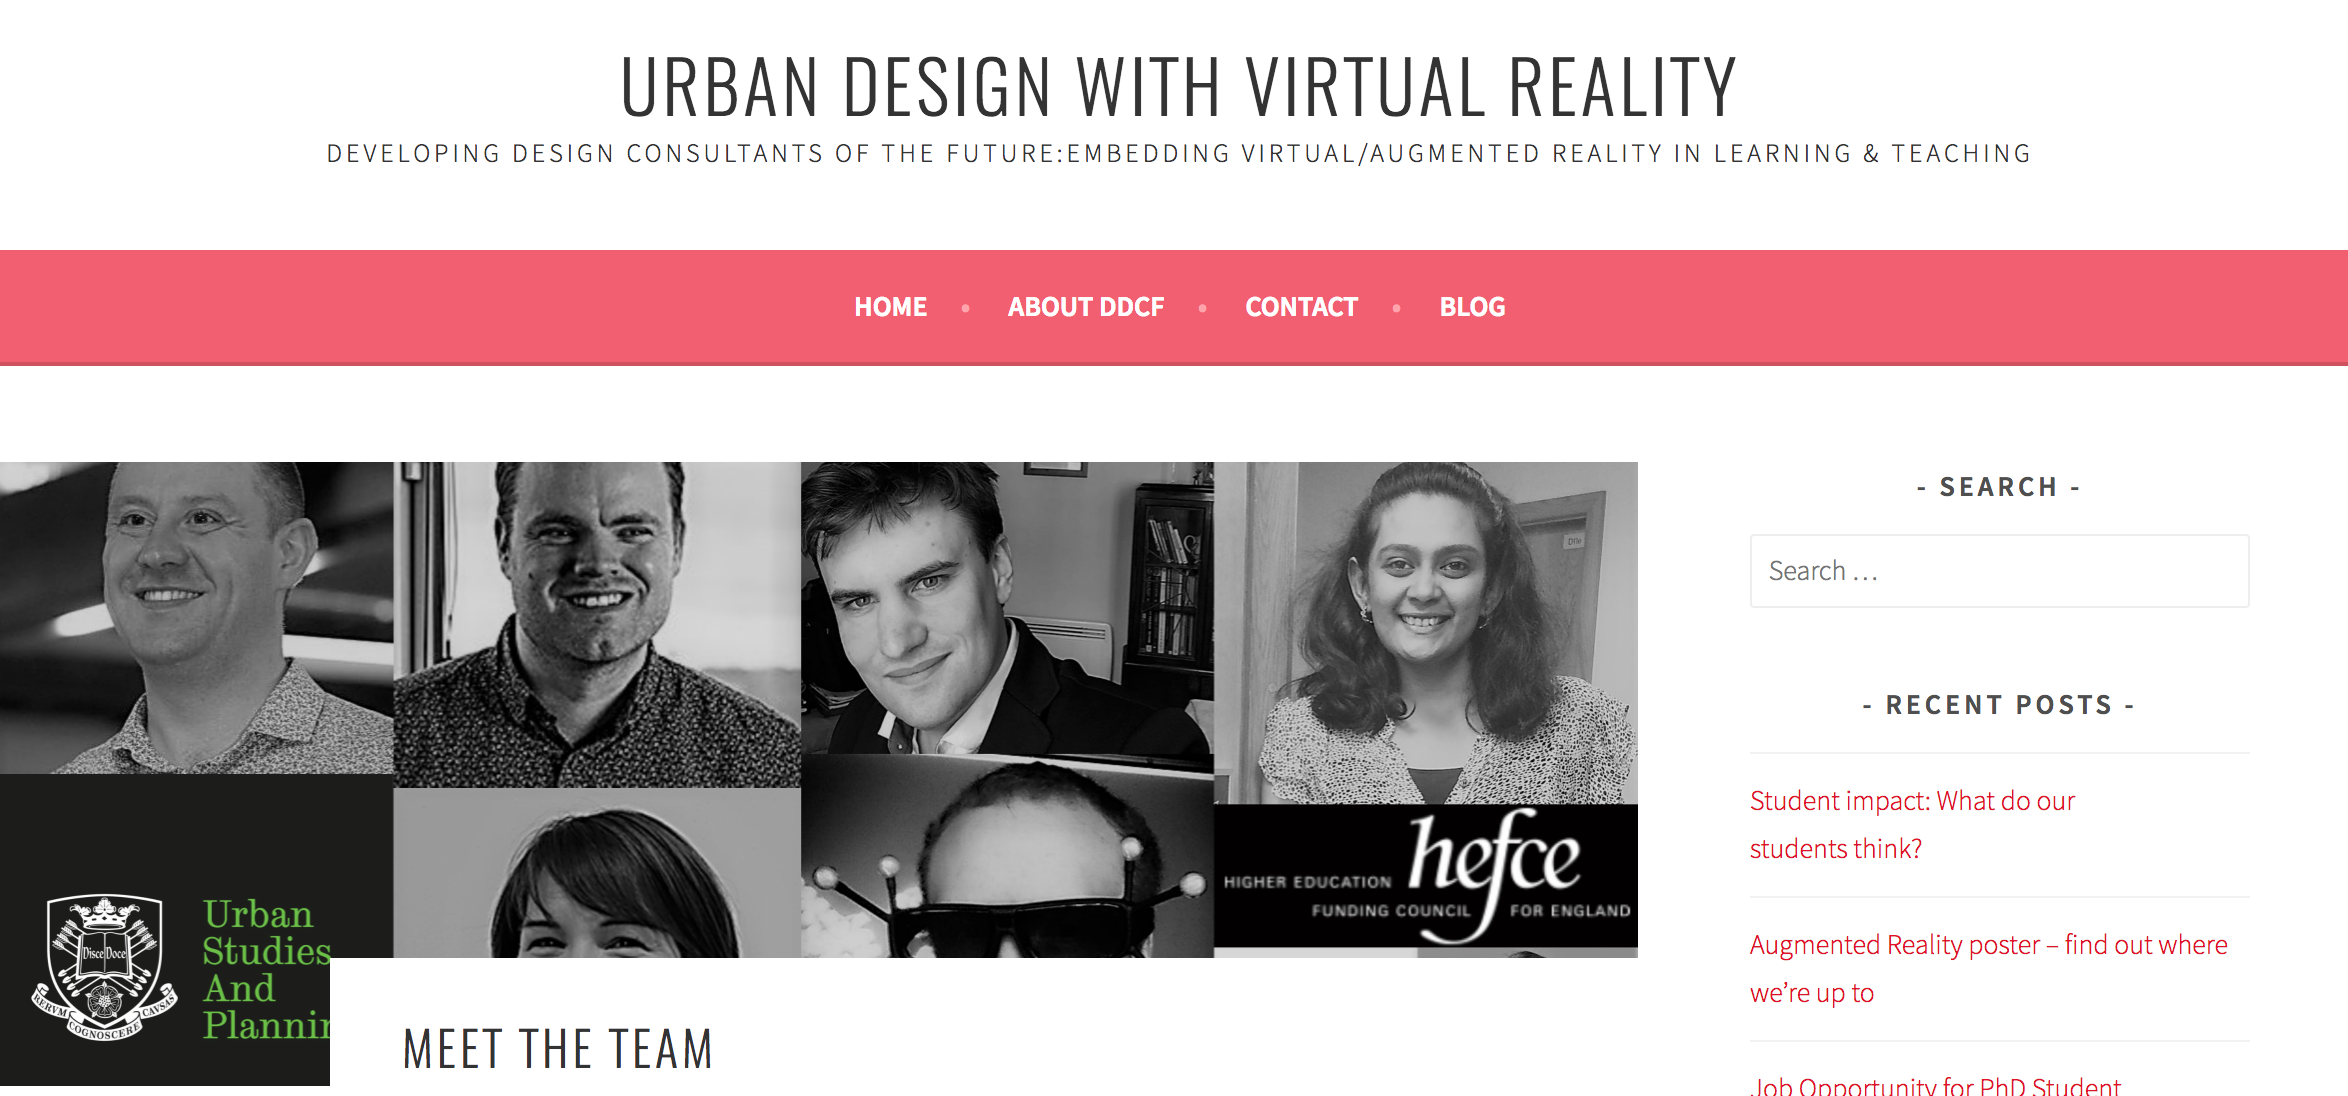 URBAN DESIGN WITH VIRTUAL REALITY
DEVELOPING DESIGN CONSULTANTS OF THE FUTURE:EMBEDDING VIRTUAL/AUGMENTED REALITY IN LEARNING & TEACHING
HOME • ABOUT DDCF • CONTACT • BLOG
Disce Doce
RERVM COGNOSCERE CAVSAS
Urban
Studies
And
Plannin
HIGHER EDUCATION hefce
FUNDING COUNCIL FOR ENGLAND
MEET THE TEAM
- SEARCH -
Search …
- RECENT POSTS -
Student impact: What do our
students think?
Augmented Reality poster – find out where
we’re up to
Job Opportunity for PhD Student